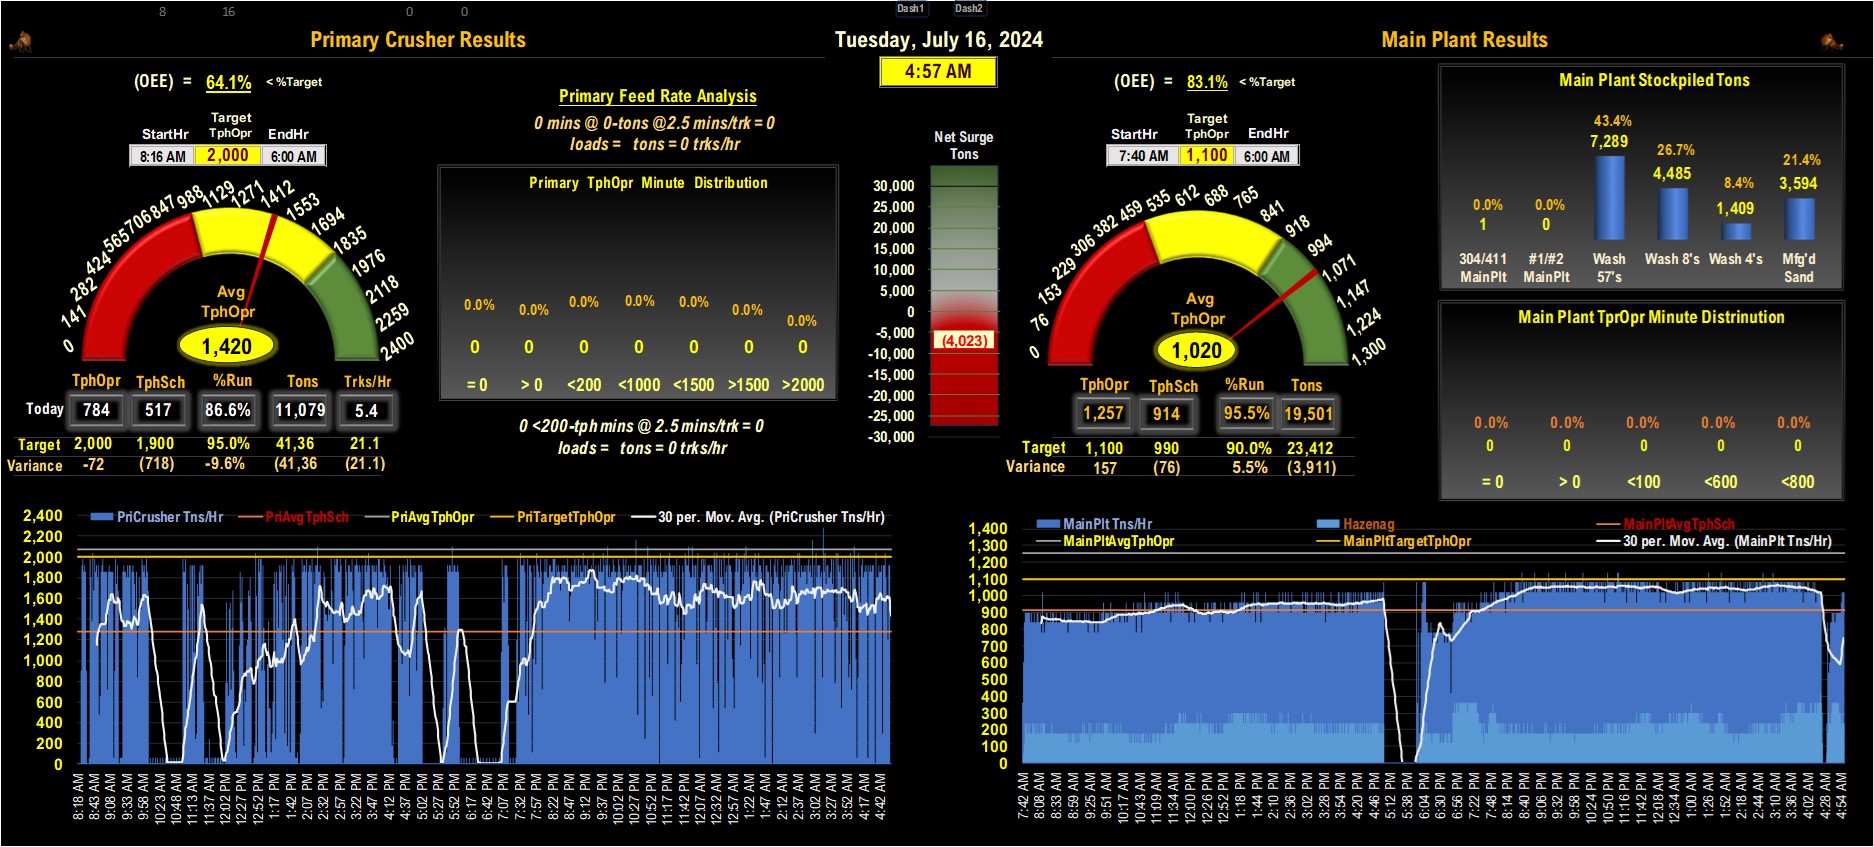 8 16 0 0 Dash1 Dash2
Primary Crusher Results
Tuesday, July 16, 2024
Main Plant Results
4:57 AM
(OEE) = 64.1% < %Target
StartHr Target TphOpr EndHr
8:16 AM 2,000 6:00 AM
0 141 282 424 565 706 847 988 1129 1271 1412 1553 1694 1835 1976 2118 2259 2400
Avg
TphOpr
1,420
TphOpr TphSch %Run Tons Trks/Hr
Today 784 517 86.6% 11,079 5.4
Target 2,000 1,900 95.0% 41,36 21.1
Variance -72 (718) -9.6% (41,36 (21.1)
Primary Feed Rate Analysis
0 mins @ 0-tons @2.5 mins/trk = 0
loads = tons = 0 trks/hr
Primary TphOpr Minute Distribution
0.0% 0.0% 0.0% 0.0% 0.0% 0.0% 0.0%
0 0 0 0 0 0 0
= 0 > 0 <200 <1000 <1500 >1500 >2000
0 <200-tph mins @ 2.5 mins/trk = 0
loads = tons = 0 trks/hr
Net Surge
Tons
30,000
25,000
20,000
15,000
10,000
5,000
0
-5,000
(4,023)
-10,000
-15,000
-20,000
-25,000
-30,000
(OEE) = 83.1% < %Target
StartHr Target TphOpr EndHr
7:40 AM 1,100 6:00 AM
0 76 153 229 306 382 459 535 612 688 765 841 918 994 1,071 1,147 1,224 1,300
Avg
TphOpr
1,020
TphOpr TphSch %Run Tons
1,257 914 95.5% 19,501
Target 1,100 990 90.0% 23,412
Variance 157 (76) 5.5% (3,911)
Main Plant Stockpiled Tons
0.0% 0.0% 43.4% 26.7% 8.4% 21.4%
1 0 7,289 4,485 1,409 3,594
304/411 MainPlt #1/#2 MainPlt Wash 57's Wash 8's Wash 4's Mfg'd Sand
Main Plant TprOpr Minute Distrinution
0.0% 0.0% 0.0% 0.0% 0.0%
0 0 0 0 0
= 0 > 0 <100 <600 <800
PriCrusher Tns/Hr PriAvgTphSch PriAvgTphOpr PriTargetTphOpr 30 per. Mov. Avg. (PriCrusher Tns/Hr)
2,400
2,200
2,000
1,800
1,600
1,400
1,200
1,000
800
600
400
200
0
8:18 AM 8:43 AM 9:08 AM 9:33 AM 9:58 AM 10:23 AM 10:48 AM 11:13 AM 11:37 AM 12:02 PM 12:27 PM 12:52 PM 1:17 PM 1:42 PM 2:07 PM 2:32 PM 2:57 PM 3:22 PM 3:47 PM 4:12 PM 4:37 PM 5:02 PM 5:27 PM 5:52 PM 6:17 PM 6:42 PM 7:07 PM 7:32 PM 7:57 PM 8:22 PM 8:47 PM 9:12 PM 9:37 PM 10:02 PM 10:27 PM 10:52 PM 11:17 PM 11:42 PM 12:07 AM 12:32 AM 12:57 AM 1:22 AM 1:47 AM 2:12 AM 2:37 AM 3:02 AM 3:27 AM 3:52 AM 4:17 AM 4:42 AM
MainPlt Tns/Hr Hazenag MainPltAvgTphSch
MainPltAvgTphOpr MainPltTargetTphOpr 30 per. Mov. Avg. (MainPlt Tns/Hr)
1,400
1,300
1,200
1,100
1,000
900
800
700
600
500
400
300
200
100
0
7:42 AM 8:08 AM 8:33 AM 8:59 AM 9:25 AM 9:51 AM 10:17 AM 10:43 AM 11:09 AM 11:34 AM 12:00 PM 12:26 PM 12:52 PM 1:18 PM 1:44 PM 2:10 PM 2:36 PM 3:02 PM 3:28 PM 3:54 PM 4:20 PM 4:46 PM 5:12 PM 5:38 PM 6:04 PM 6:30 PM 6:56 PM 7:22 PM 7:48 PM 8:14 PM 8:40 PM 9:06 PM 9:32 PM 9:58 PM 10:24 PM 10:50 PM 11:16 PM 11:42 PM 12:08 AM 12:34 AM 1:00 AM 1:26 AM 1:52 AM 2:18 AM 2:44 AM 3:10 AM 3:36 AM 4:02 AM 4:28 AM 4:54 AM